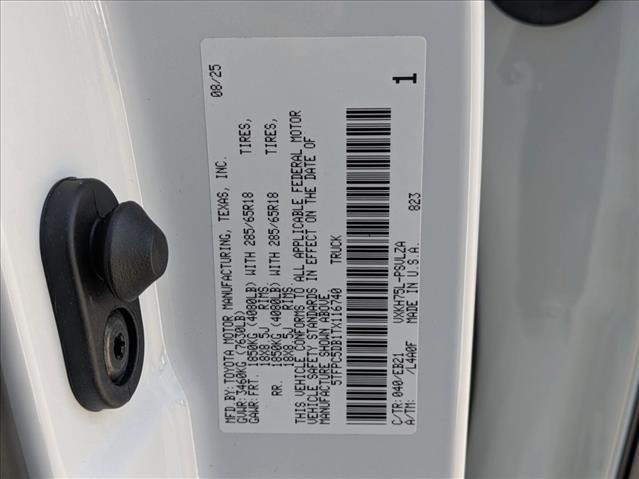 MFD.BY:TOYOTA MOTOR MANUFACTURING, TEXAS, INC. 08/25
GVWR: 3460KG (7630LB)
GAWR:FRT. 1850KG (4080LB) WITH 285/65R18 TIRES,
18X8.5J RIMS.
RR. 1850KG (4080LB) WITH 285/65R18 TIRES,
18X8.5J RIMS.
THIS VEHICLE CONFORMS TO ALL APPLICABLE FEDERAL MOTOR
VEHICLE SAFETY STANDARDS IN EFFECT ON THE DATE OF
MANUFACTURE SHOWN ABOVE.
5TFPC5DB1TX116740 TRUCK
C/TR:040/EB21 VXKA75L-PSVLZA
A/TM: /L4A0F MADE IN U.S.A. 823
1